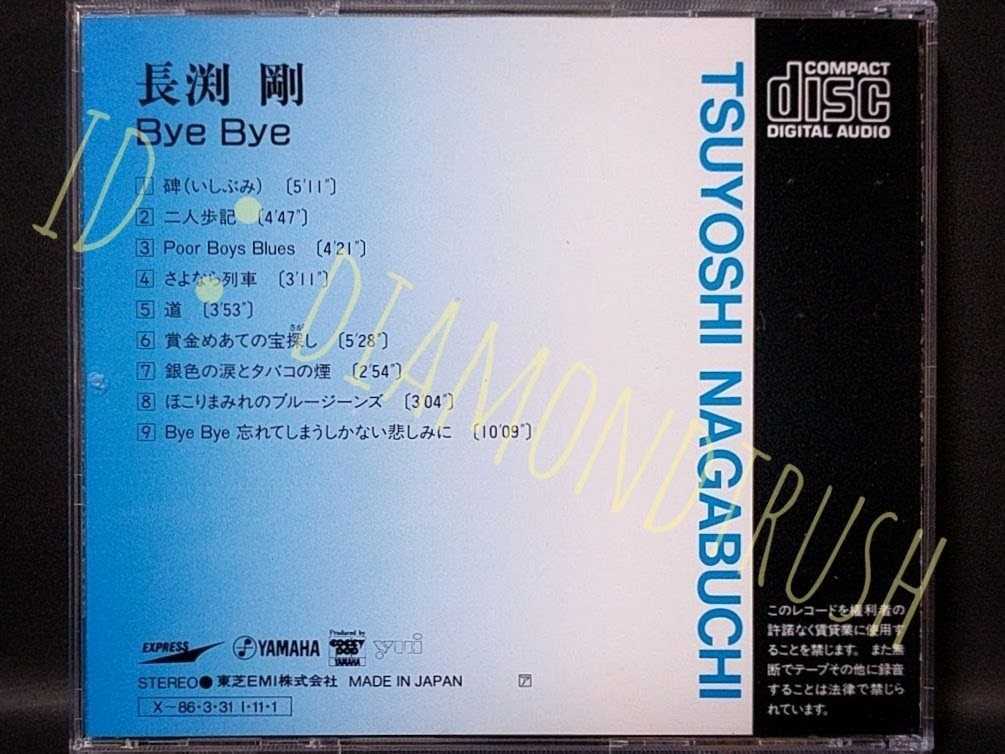 長渕 剛
Bye Bye
1 碑(いしぶみ) 〔5'11"〕
2 二人歩記 〔4'47"〕
3 Poor Boys Blues 〔4'21"〕
4 さよなら列車 〔3'11"〕
5 道 〔3'53"〕
6 賞金めあての宝探し 〔5'28"〕
さが
7 銀色の涙とタバコの煙 〔2'54"〕
8 ほこりまみれのブルージーンズ 〔3'04"〕
9 Bye Bye 忘れてしまうしかない悲しみに 〔10'09"〕
EXPRESS
YAMAHA
Produced by
COCKY POP
YAMAHA
yui
STEREO● 東芝EMI株式会社 MADE IN JAPAN ア
X-86・3・31 I・11・1
TSUYOSHI NAGABUCHI
COMPACT
disc
DIGITAL AUDIO
このレコードを権利者の
許諾なく賃貸業に使用す
ることを禁じます。また無
断でテープその他に録音
することは法律で禁じら
れています。
ID:DIAMONDTRUSH